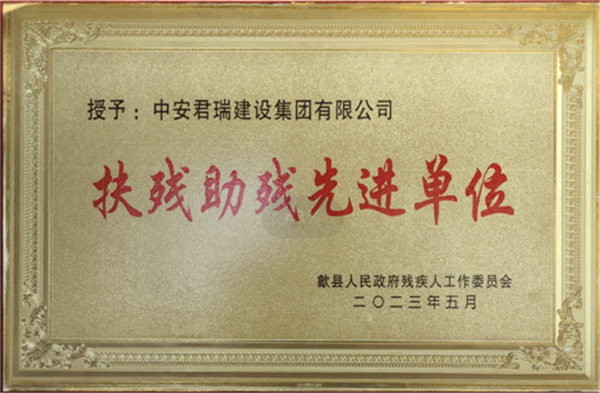 授予：中安君瑞建设集团有限公司
扶残助残先进单位
歙县人民政府残疾人工作委员会
二〇二三年五月